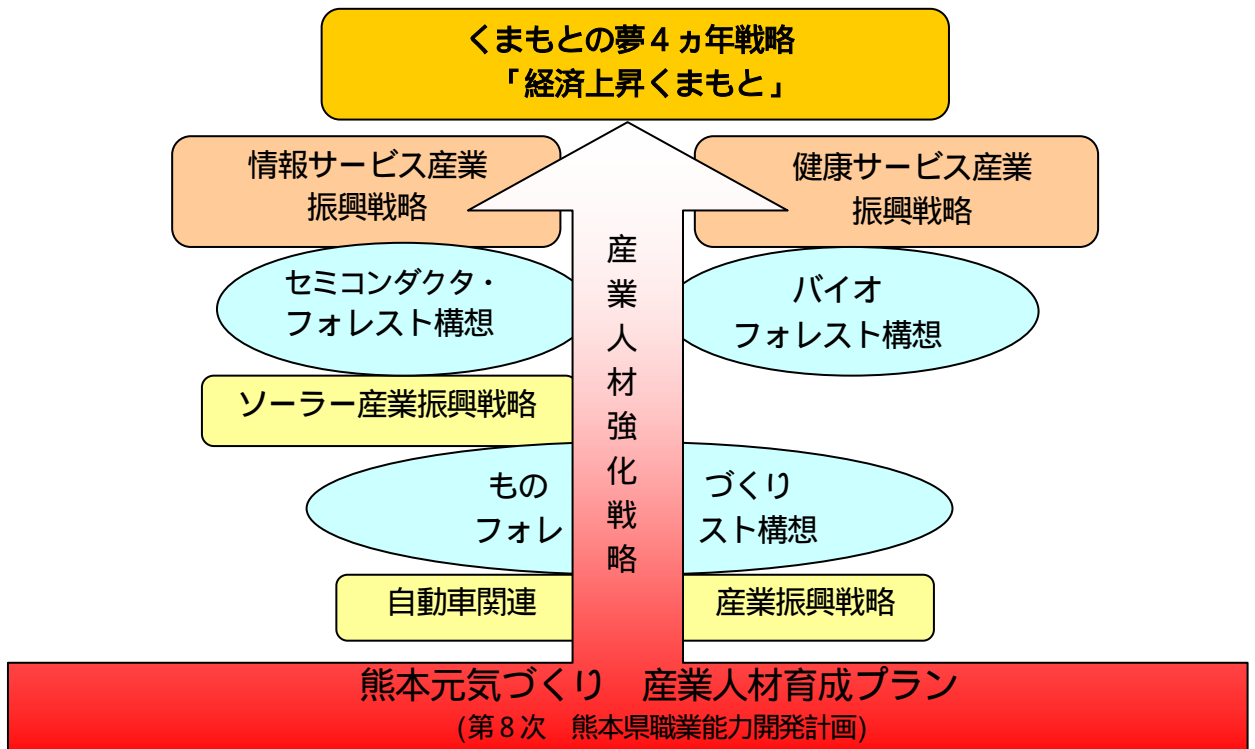 くまもとの夢４ヵ年戦略
「経済上昇くまもと」
情報サービス産業
振興戦略
健康サービス産業
振興戦略
セミコンダクタ・
フォレスト構想
バイオ
フォレスト構想
産業人材強化戦略
ソーラー産業振興戦略
もの　づくり
フォレ　スト構想
自動車関連　産業振興戦略
熊本元気づくり　産業人材育成プラン
(第８次　熊本県職業能力開発計画)